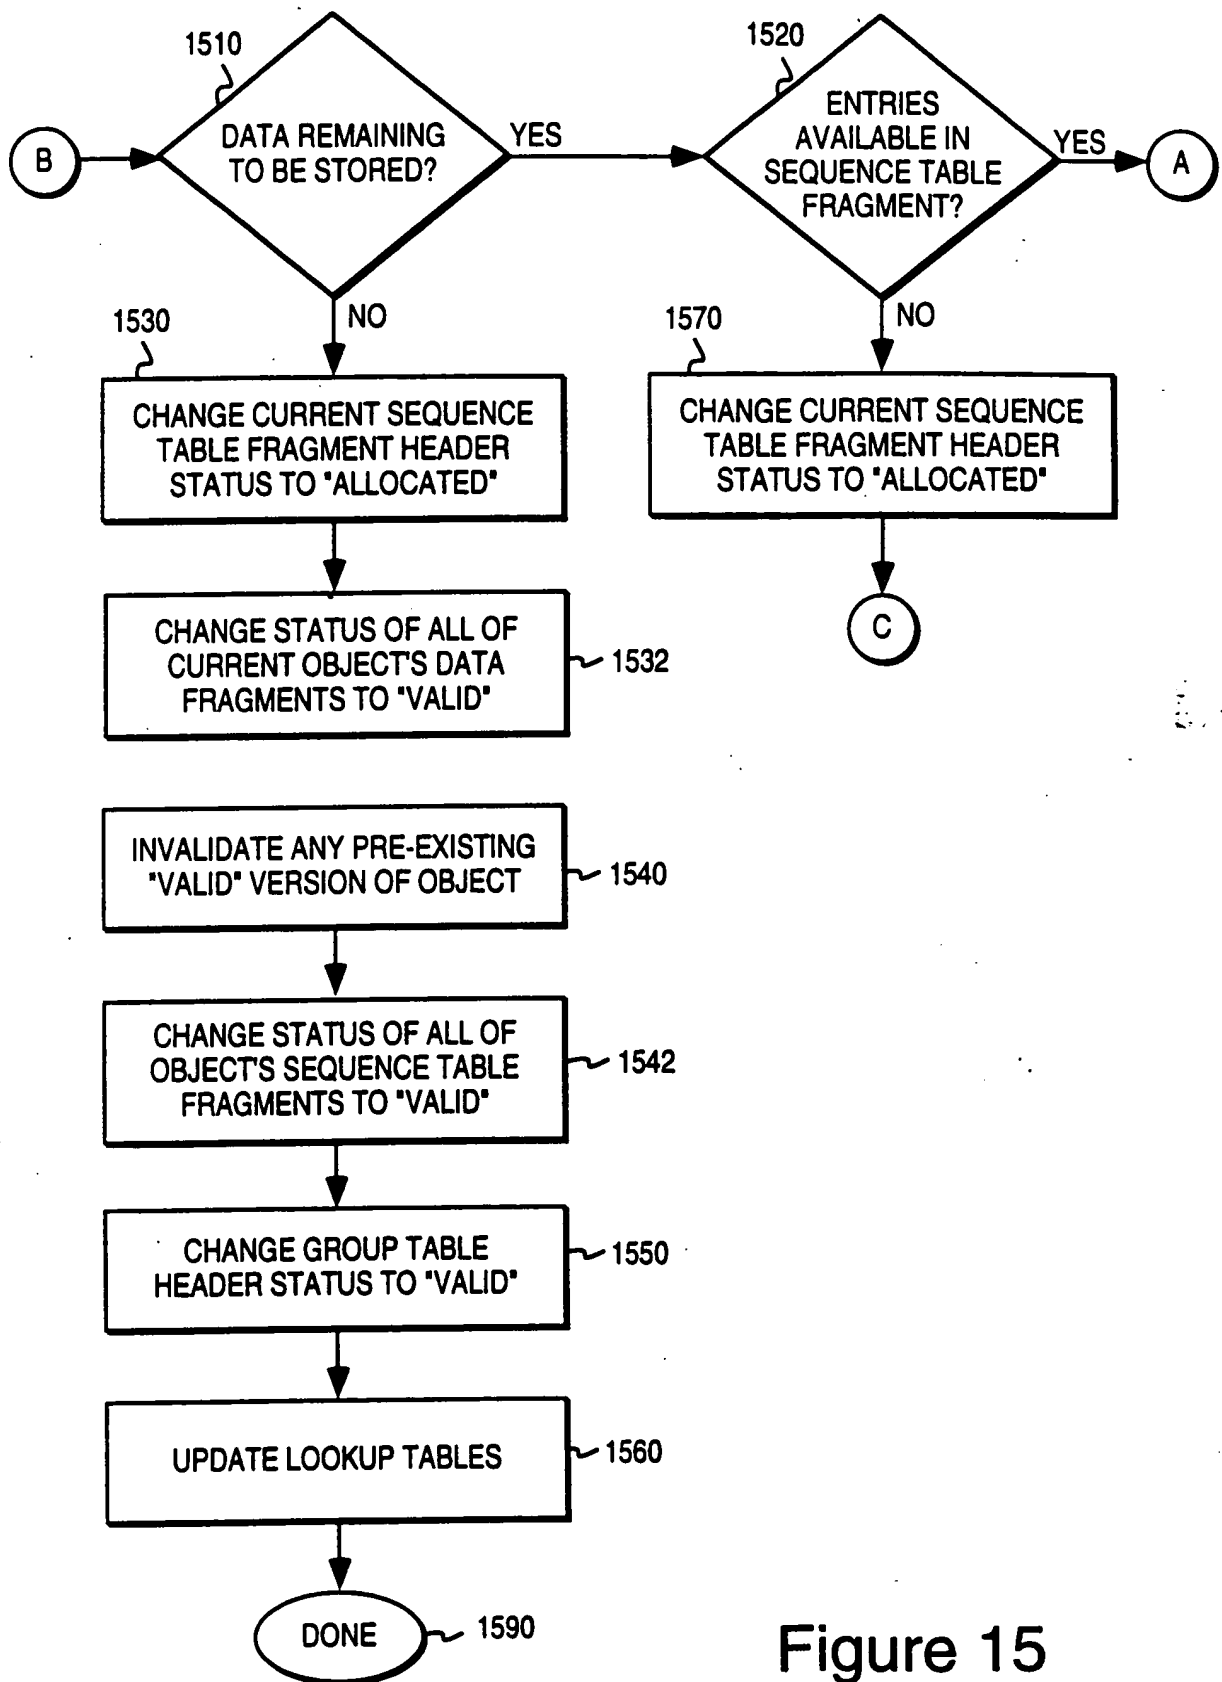 1510
1520
B
DATA REMAINING
TO BE STORED?
YES
ENTRIES
AVAILABLE IN
SEQUENCE TABLE
FRAGMENT?
YES
A
NO
NO
1530
CHANGE CURRENT SEQUENCE
TABLE FRAGMENT HEADER
STATUS TO "ALLOCATED"
1570
CHANGE CURRENT SEQUENCE
TABLE FRAGMENT HEADER
STATUS TO "ALLOCATED"
CHANGE STATUS OF ALL OF
CURRENT OBJECT'S DATA
FRAGMENTS TO "VALID"
1532
C
INVALIDATE ANY PRE-EXISTING
"VALID" VERSION OF OBJECT
1540
CHANGE STATUS OF ALL OF
OBJECT'S SEQUENCE TABLE
FRAGMENTS TO "VALID"
1542
CHANGE GROUP TABLE
HEADER STATUS TO "VALID"
1550
UPDATE LOOKUP TABLES
1560
DONE
1590
Figure 15